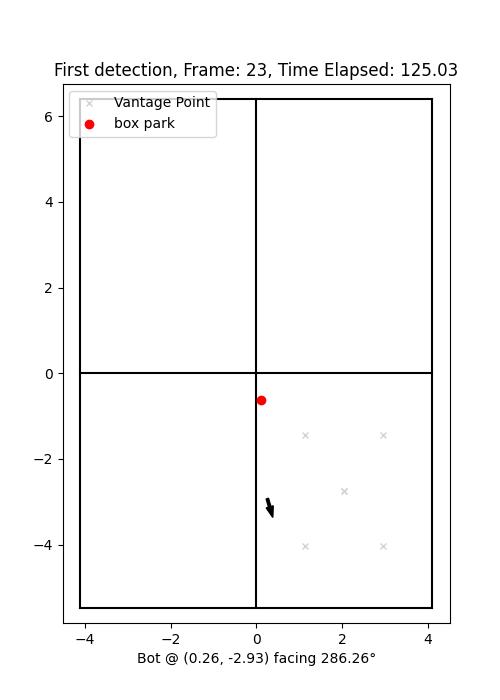 First detection, Frame: 23, Time Elapsed: 125.03
Vantage Point
box park
6
4
2
0
−2
−4
−4
−2
0
2
4
Bot @ (0.26, -2.93) facing 286.26°